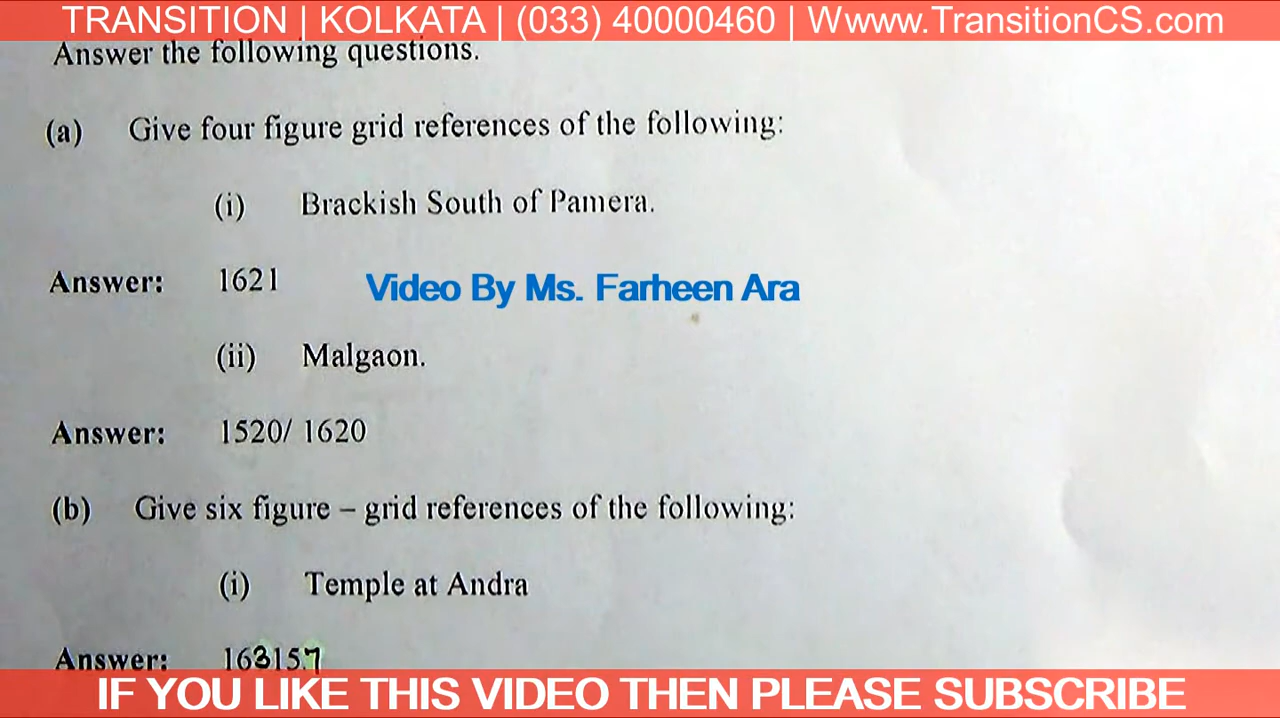 TRANSITION | KOLKATA | (033) 40000460 | Wwww.TransitionCS.com
Answer the following questions.
(a) Give four figure grid references of the following:
(i) Brackish South of Pamera.
Answer: 1621
Video By Ms. Farheen Ara
(ii) Malgaon.
Answer: 1520/ 1620
(b) Give six figure – grid references of the following:
(i) Temple at Andra
Answer: 163157
IF YOU LIKE THIS VIDEO THEN PLEASE SUBSCRIBE